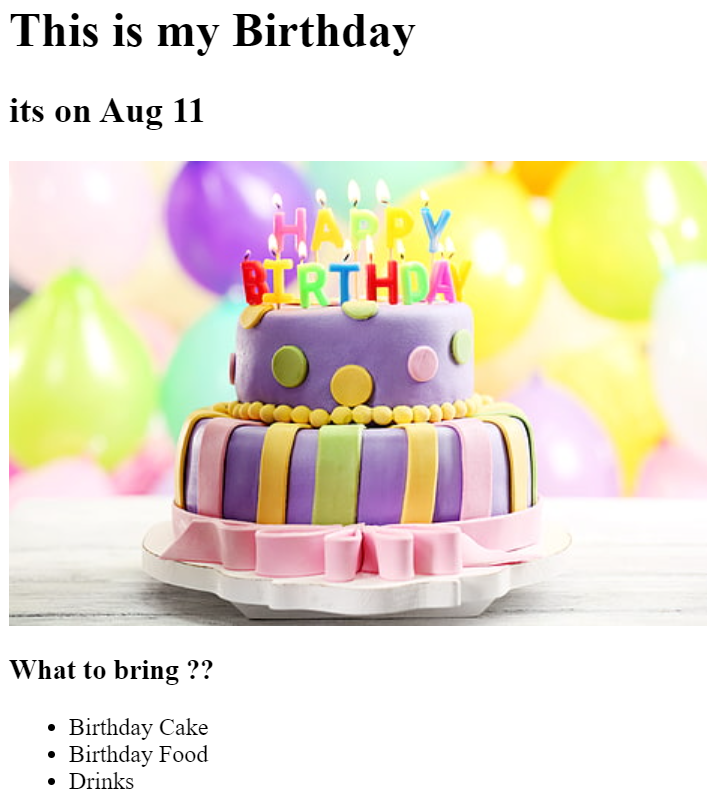 This is my Birthday
its on Aug 11
HAPPY
BIRTHDAY
What to bring ??
Birthday Cake
Birthday Food
Drinks